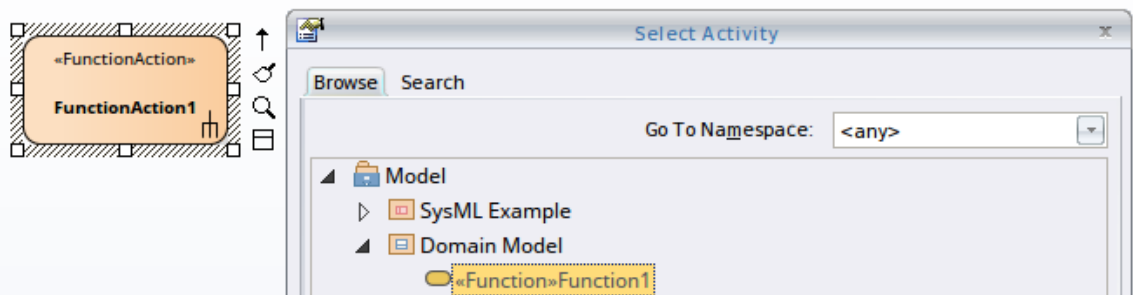 «FunctionAction»
FunctionAction1
Select Activity
Browse Search
Go To Namespace: <any>
Model
SysML Example
Domain Model
«Function»Function1